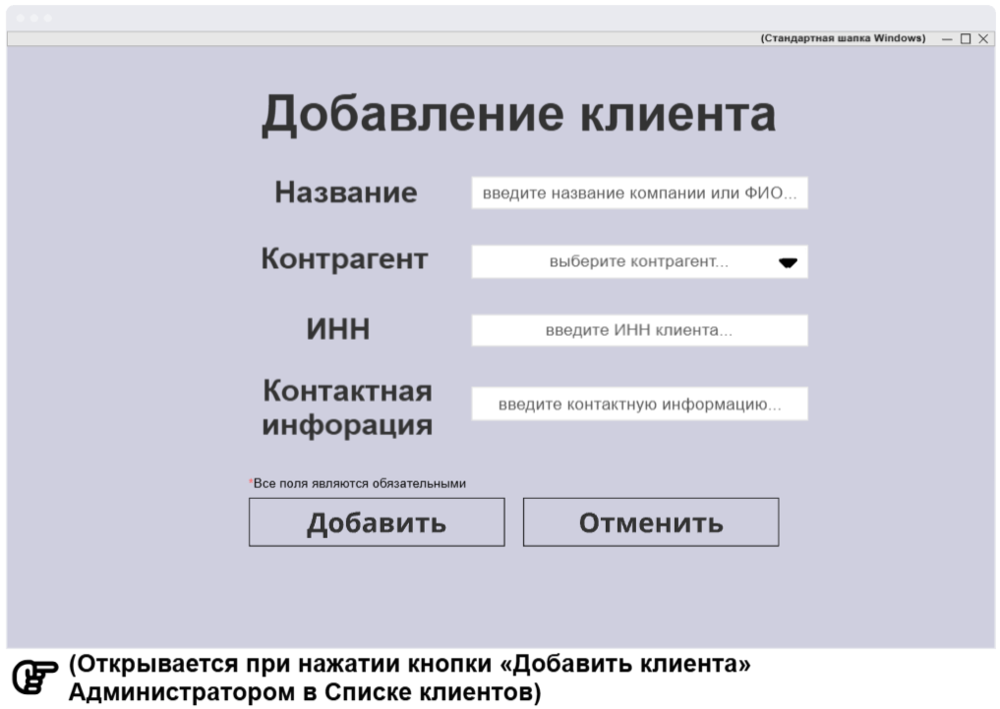 (Стандартная шапка Windows)
Добавление клиента
Название
введите название компании или ФИО...
Контрагент
выберите контрагент...
ИНН
введите ИНН клиента...
Контактная
инфорация
введите контактную информацию...
*Все поля являются обязательными
Добавить
Отменить
(Открывается при нажатии кнопки «Добавить клиента»
Администратором в Списке клиентов)